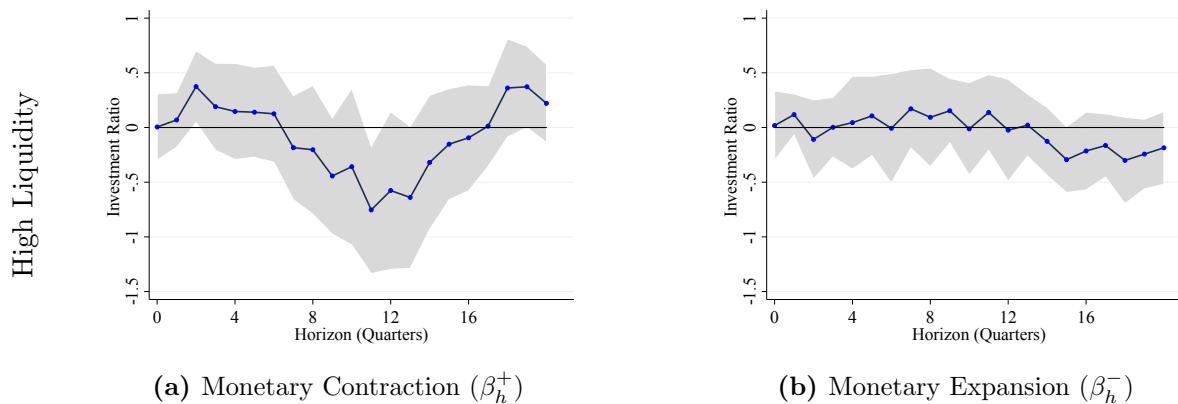 High Liquidity
Investment Ratio
1
.5
0
-.5
-1
-1.5
0 4 8 12 16
Horizon (Quarters)
(a) Monetary Contraction (β_h^+)
Investment Ratio
1
.5
0
-.5
-1
-1.5
0 4 8 12 16
Horizon (Quarters)
(b) Monetary Expansion (β_h^-)